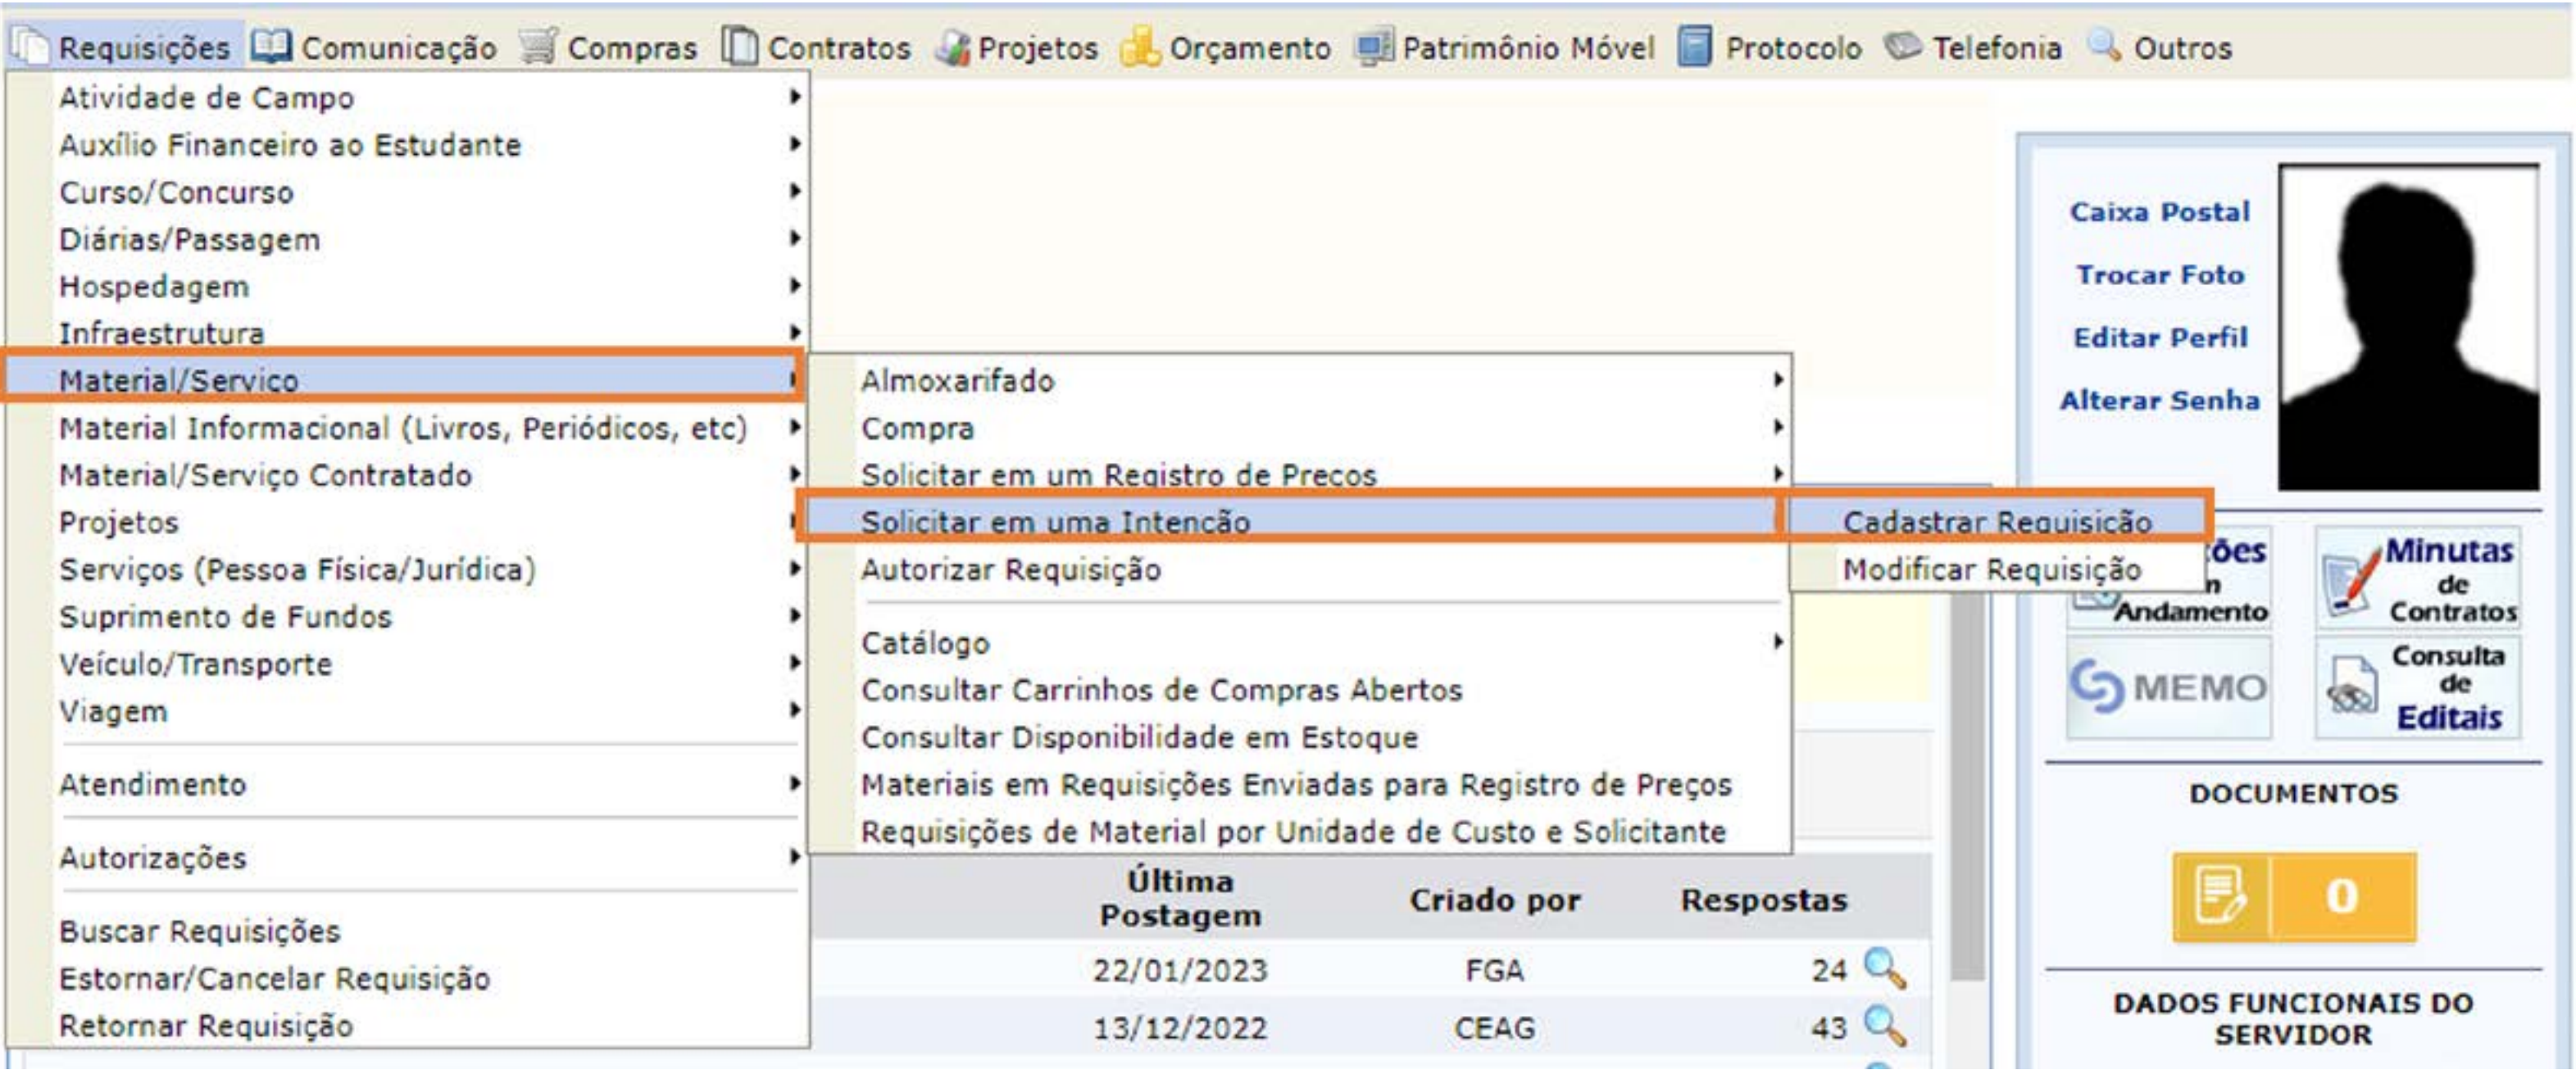 Requisições Comunicação Compras Contratos Projetos Orçamento Patrimônio Móvel Protocolo Telefonia Outros
Atividade de Campo
Auxílio Financeiro ao Estudante
Curso/Concurso
Diárias/Passagem
Hospedagem
Infraestrutura
Material/Serviço
Material Informacional (Livros, Periódicos, etc)
Material/Serviço Contratado
Projetos
Serviços (Pessoa Física/Jurídica)
Suprimento de Fundos
Veículo/Transporte
Viagem
Atendimento
Autorizações
Buscar Requisições
Estornar/Cancelar Requisição
Retornar Requisição
Almoxarifado
Compra
Solicitar em um Registro de Preços
Solicitar em uma Intenção
Autorizar Requisição
Catálogo
Consultar Carrinhos de Compras Abertos
Consultar Disponibilidade em Estoque
Materiais em Requisições Enviadas para Registro de Preços
Requisições de Material por Unidade de Custo e Solicitante
Cadastrar Requisição
Modificar Requisição
Última
Postagem
Criado por
Respostas
22/01/2023 FGA 24
13/12/2022 CEAG 43
Caixa Postal
Trocar Foto
Editar Perfil
Alterar Senha
ões
Andamento
Minutas
de
Contratos
MEMO
Consulta
de
Editais
DOCUMENTOS
0
DADOS FUNCIONAIS DO
SERVIDOR